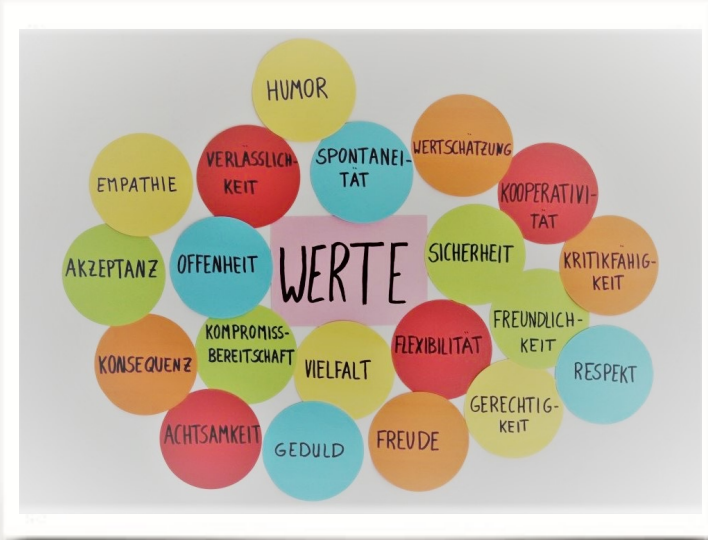 HUMOR
WERTSCHÄTZUNG
EMPATHIE
VERLÄSSLICH-
KEIT
SPONTANEI-
TÄT
KOOPERATIVI-
TÄT
AKZEPTANZ
OFFENHEIT
WERTE
SICHERHEIT
KRITIKFÄHIG-
KEIT
KONSEQUENZ
KOMPROMISS-
BEREITSCHAFT
VIELFALT
FLEXIBILITÄT
FREUNDLICH-
KEIT
RESPEKT
ACHTSAMKEIT
GEDULD
FREUDE
GERECHTIG-
KEIT